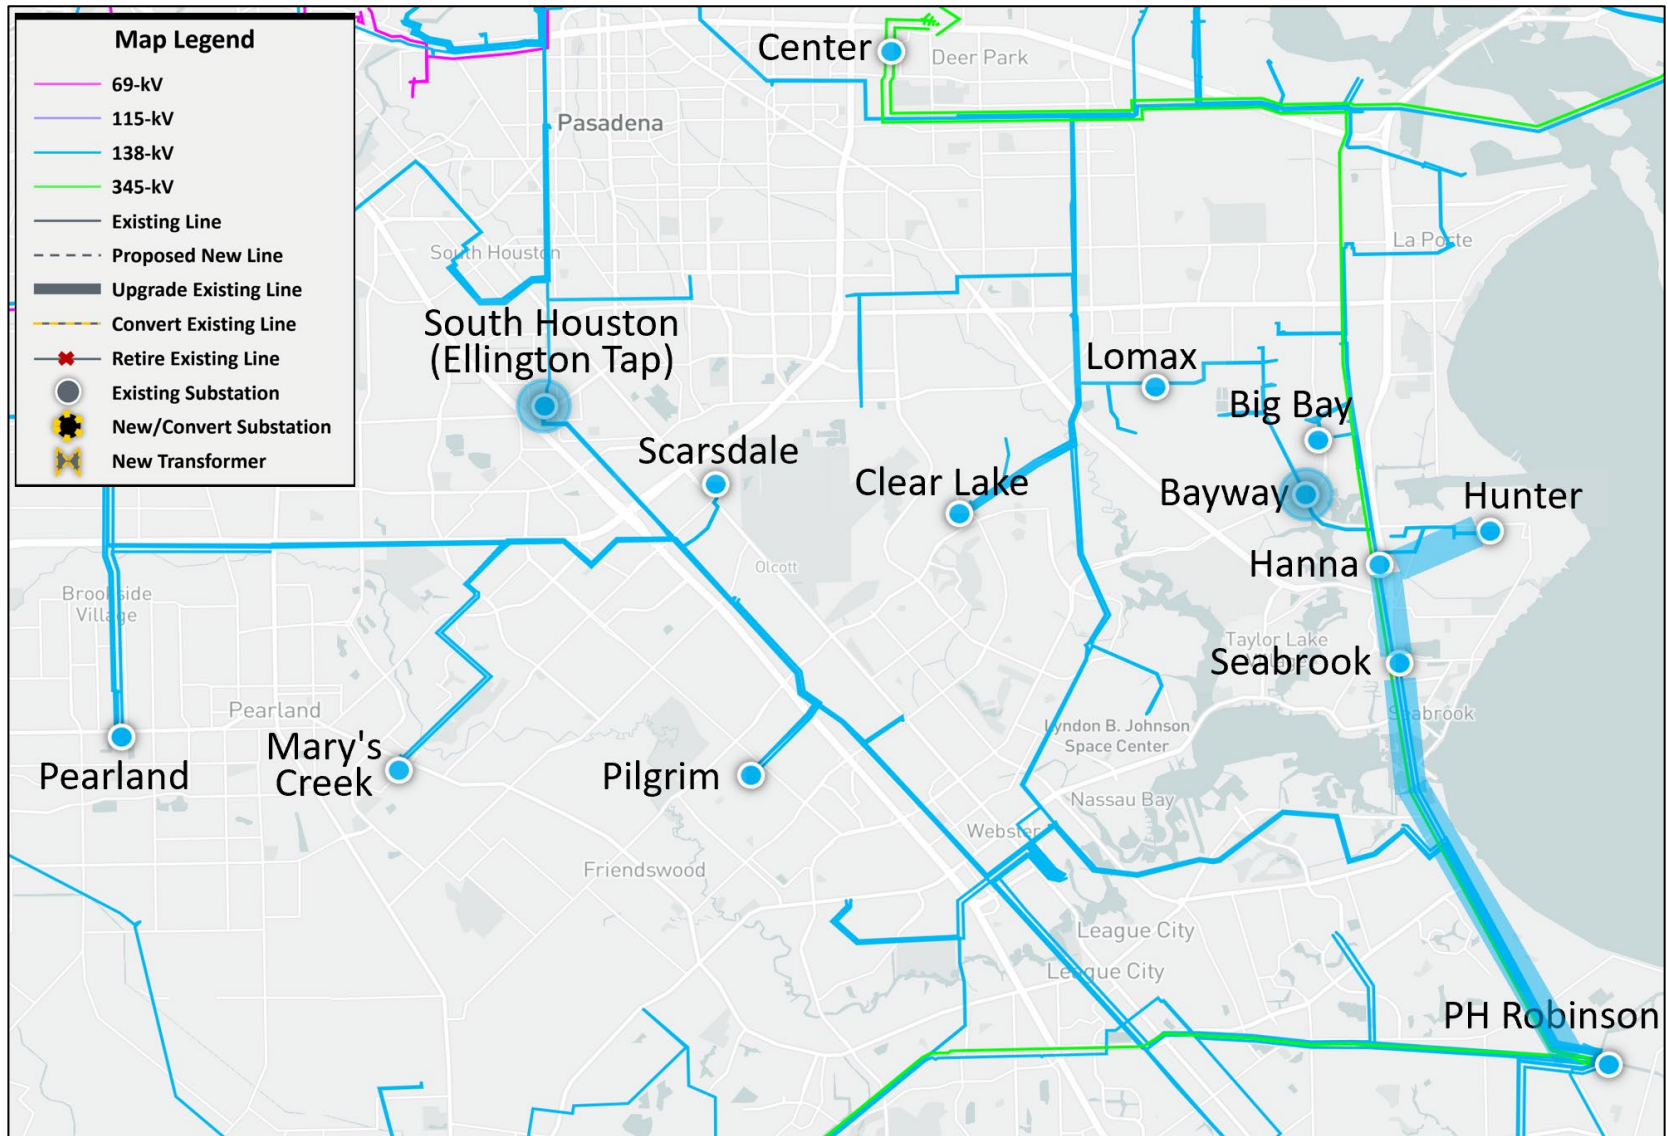 Map Legend
69-kV
115-kV
138-kV
345-kV
Existing Line
Proposed New Line
Upgrade Existing Line
Convert Existing Line
Retire Existing Line
Existing Substation
New/Convert Substation
New Transformer
Center
Deer Park
Pasadena
South Houston
La Porte
South Houston
(Ellington Tap)
Lomax
Big Bay
Scarsdale
Clear Lake
Bayway
Hunter
Hanna
Olcott
Brookside
Village
Taylor Lake
Village
Seabrook
Seabrook
Pearland
Lyndon B. Johnson
Space Center
Mary's
Creek
Pearland
Pilgrim
Nassau Bay
Webster
Friendswood
League City
League City
PH Robinson